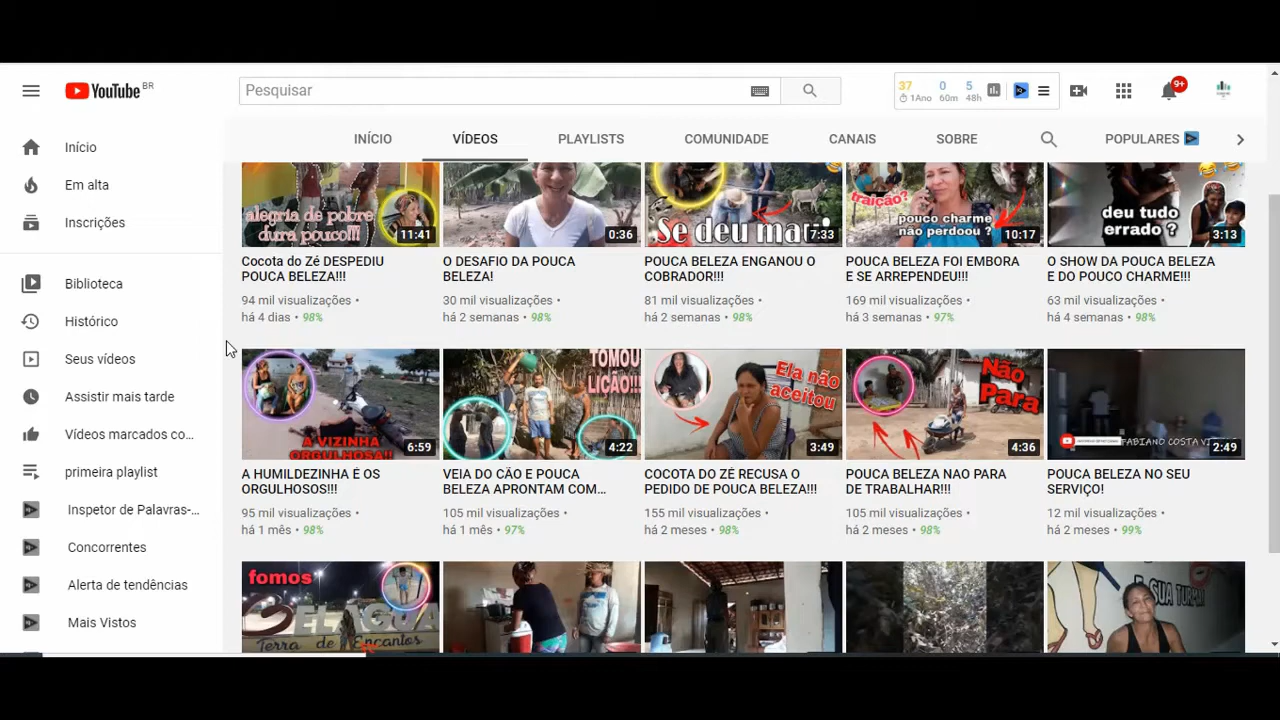 YouTube BR
Pesquisar
37 0 5
1Ano 60m 48h
9+
INÍCIO VÍDEOS PLAYLISTS COMUNIDADE CANAIS SOBRE POPULARES
Início
Em alta
Inscrições
Biblioteca
Histórico
Seus vídeos
Assistir mais tarde
Vídeos marcados co...
primeira playlist
Inspetor de Palavras-...
Concorrentes
Alerta de tendências
Mais Vistos
alegria de pobre
dura pouco!!!
11:41
Cocota do Zé DESPEDIU
POUCA BELEZA!!!
94 mil visualizações •
há 4 dias • 98%
0:36
O DESAFIO DA POUCA
BELEZA!
30 mil visualizações •
há 2 semanas • 98%
Se deu mal
7:33
POUCA BELEZA ENGANOU O
COBRADOR!!!
81 mil visualizações •
há 2 semanas • 98%
traição?
pouco charme
não perdoou ?
10:17
POUCA BELEZA FOI EMBORA
E SE ARREPENDEU!!!
169 mil visualizações •
há 3 semanas • 97%
deu tudo
errado ?
3:13
O SHOW DA POUCA BELEZA
E DO POUCO CHARME!!!
63 mil visualizações •
há 4 semanas • 98%
A VIZINHA
ORGULHOSA!!
6:59
A HUMILDEZINHA E OS
ORGULHOSOS!!!
95 mil visualizações •
há 1 mês • 98%
TOMOU
LIÇÃO!!!
4:22
VEIA DO CÃO E POUCA
BELEZA APRONTAM COM...
105 mil visualizações •
há 1 mês • 97%
Ela não
aceitou
3:49
COCOTA DO ZÉ RECUSA O
PEDIDO DE POUCA BELEZA!!!
155 mil visualizações •
há 2 meses • 98%
Não
Para
4:36
POUCA BELEZA NAO PARA
DE TRABALHAR!!!
105 mil visualizações •
há 2 meses • 98%
FABIANO COSTA VI
2:49
POUCA BELEZA NO SEU
SERVIÇO!
12 mil visualizações •
há 2 meses • 99%
fomos
BELAGUA
Terra de Encantos
E SUA TURMA!